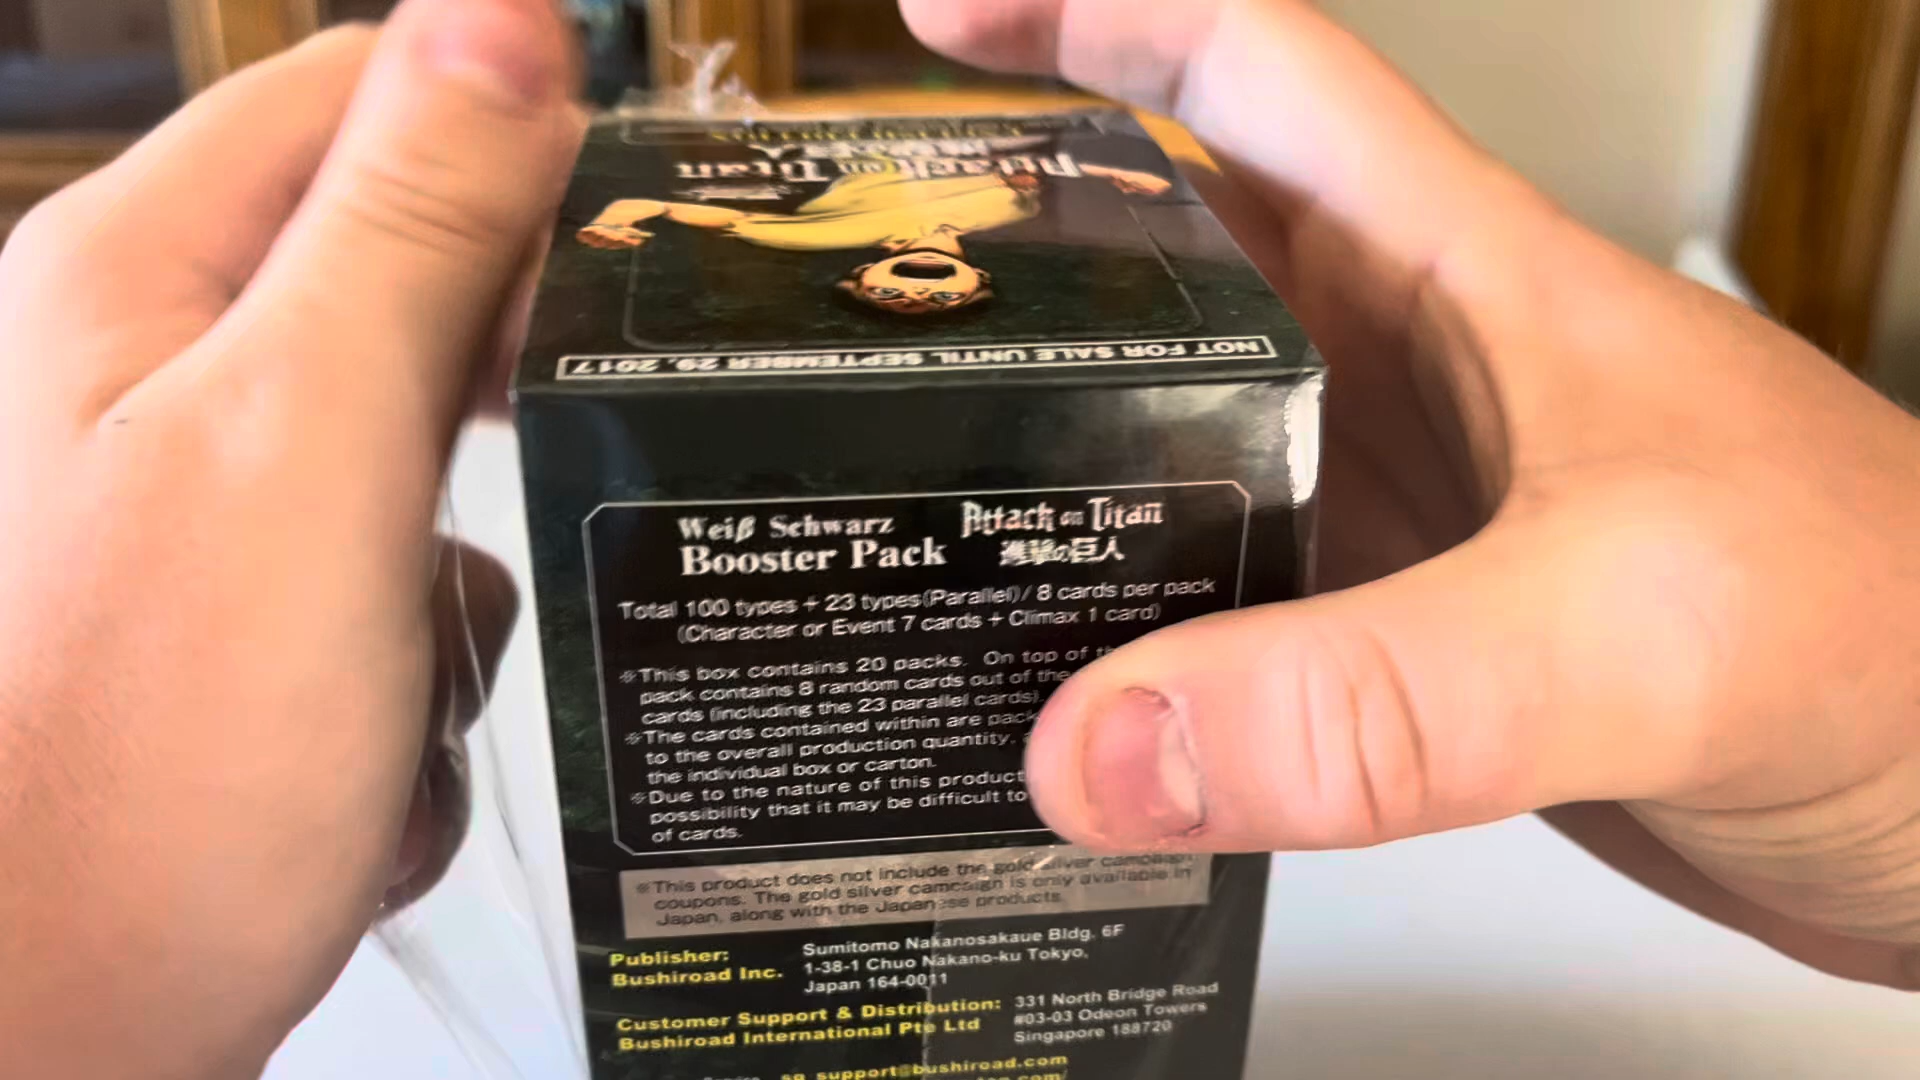 Attack on Titan
NOT FOR SALE UNTIL SEPTEMBER 29, 2017
Weiß Schwarz
Booster Pack
Attack on Titan
進撃の巨人
Total 100 types + 23 types(Parallel)/ 8 cards per pack
(Character or Event 7 cards + Climax 1 card)
※This box contains 20 packs. On top of
pack contains 8 random cards out of the
cards (including the 23 parallel cards)
※The cards contained within are
to the overall production quantity,
the individual box or carton.
※Due to the nature of this product
possibility that it may be difficult to
of cards.
※This product does not include the gold silver campaign
coupons. The gold silver campaign is only available in
Japan, along with the Japanese products.
Publisher:
Bushiroad Inc.
Sumitomo Nakanosakaue Bldg. 6F
1-38-1 Chuo Nakano-ku Tokyo,
Japan 164-0011
Customer Support & Distribution:
Bushiroad International Pte Ltd
331 North Bridge Road
#03-03 Odeon Towers
Singapore 188720
sg_support@bushiroad.com